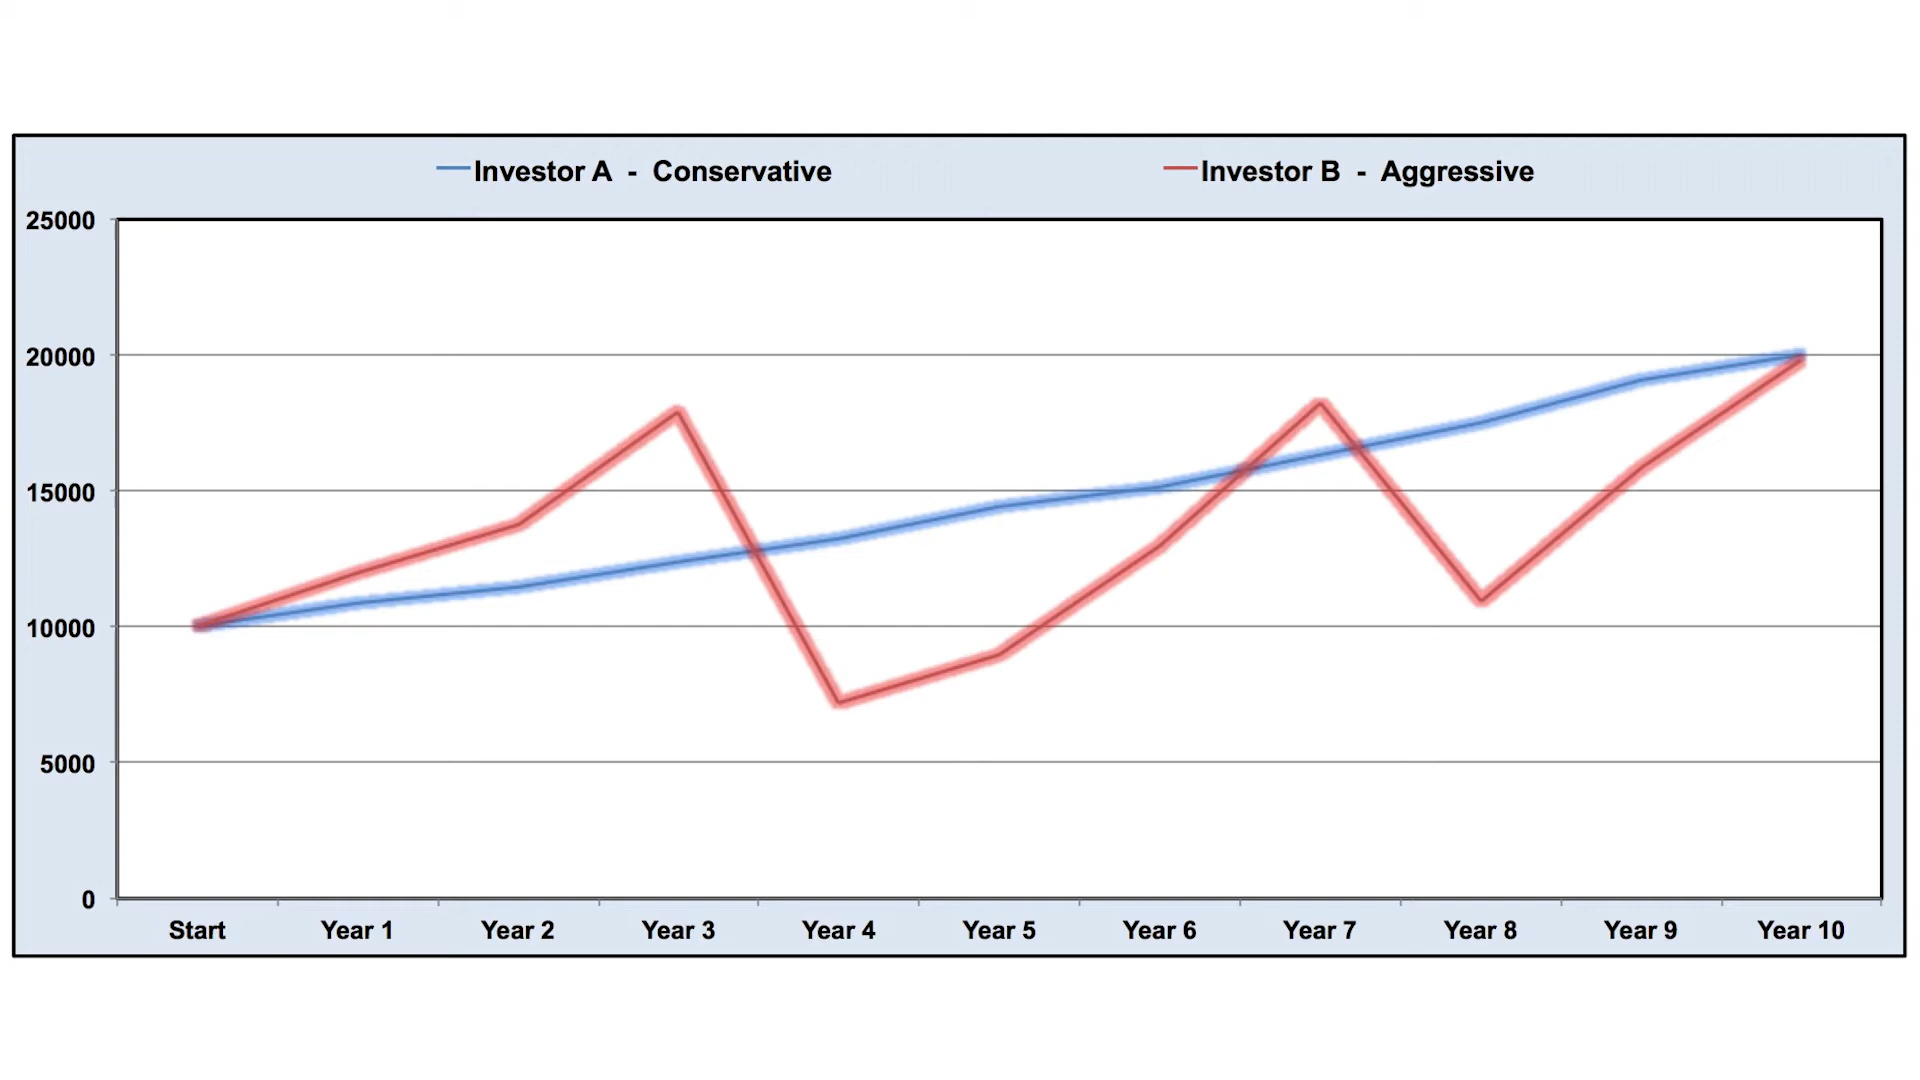 Investor A - Conservative
Investor B - Aggressive
25000
20000
15000
10000
5000
0
Start Year 1 Year 2 Year 3 Year 4 Year 5 Year 6 Year 7 Year 8 Year 9 Year 10